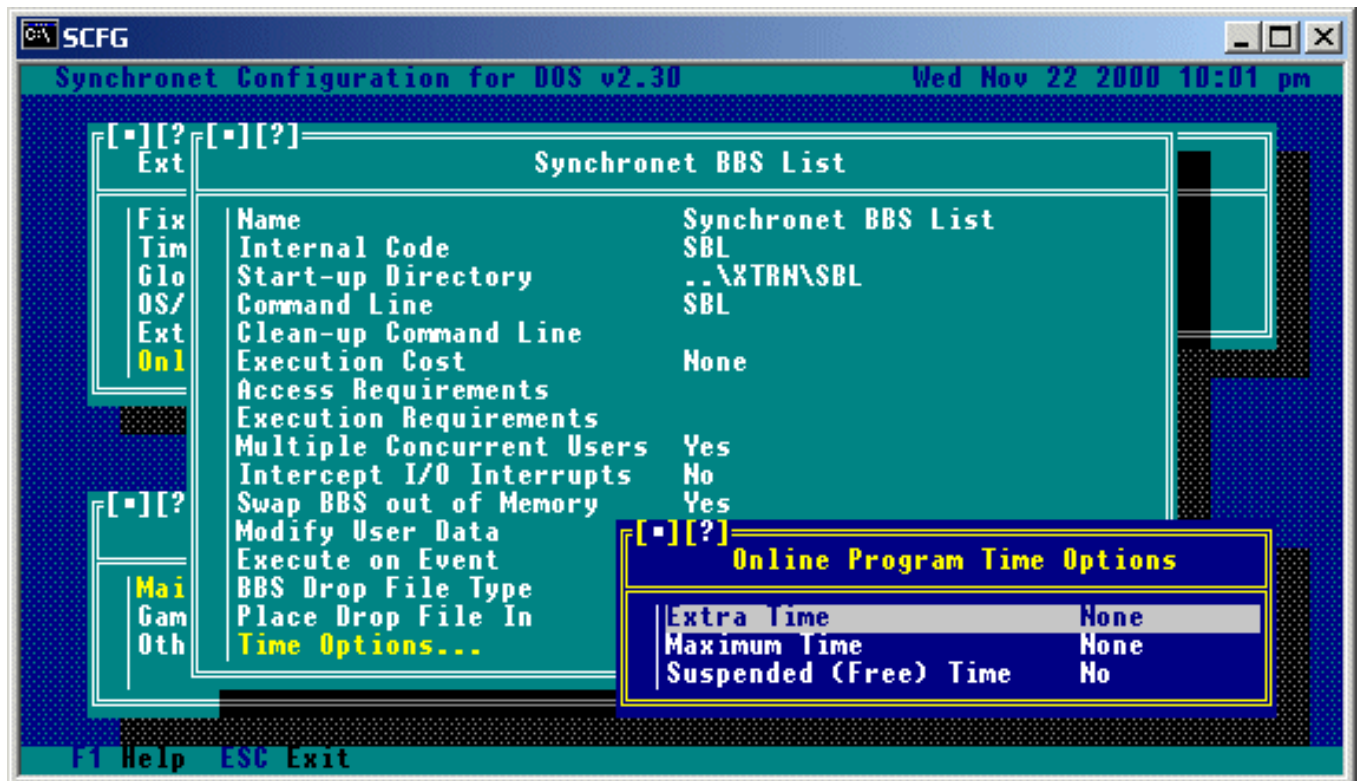 SCFG
Synchronet Configuration for DOS v2.30 Wed Nov 22 2000 10:01 pm
[▪][?
Ext
Fix
Tim
Glo
OS/
Ext
Onl
[▪][?]
Synchronet BBS List
Name Synchronet BBS List
Internal Code SBL
Start-up Directory ..\XTRN\SBL
Command Line SBL
Clean-up Command Line
Execution Cost None
Access Requirements
Execution Requirements
Multiple Concurrent Users Yes
Intercept I/O Interrupts No
Swap BBS out of Memory Yes
Modify User Data
Execute on Event
BBS Drop File Type
Place Drop File In
Time Options...
[▪][?
Mai
Gam
Oth
[▪][?]
Online Program Time Options
Extra Time None
Maximum Time None
Suspended (Free) Time No
F1 Help ESC Exit